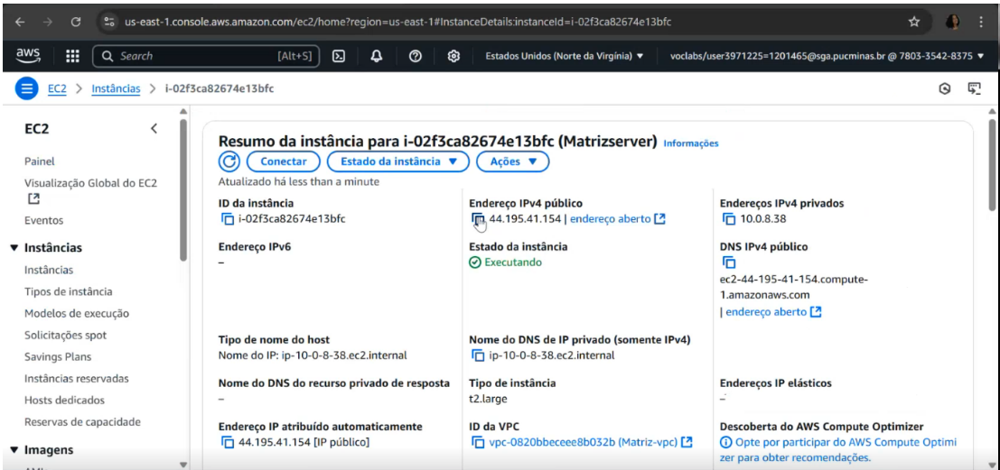 us-east-1.console.aws.amazon.com/ec2/home?region=us-east-1#InstanceDetails:instanceId=i-02f3ca82674e13bfc
aws
Search
[Alt+S]
Estados Unidos (Norte da Virgínia)
voclabs/user3971225=1201465@sga.pucminas.br @ 7803-3542-8375
EC2 > Instâncias > i-02f3ca82674e13bfc
EC2
Painel
Visualização Global do EC2
Eventos
Instâncias
Instâncias
Tipos de instância
Modelos de execução
Solicitações spot
Savings Plans
Instâncias reservadas
Hosts dedicados
Reservas de capacidade
Imagens
Resumo da instância para i-02f3ca82674e13bfc (Matrizserver) Informações
Conectar
Estado da instância
Ações
Atualizado há less than a minute
ID da instância
i-02f3ca82674e13bfc
Endereço IPv4 público
44.195.41.154 | endereço aberto
Endereços IPv4 privados
10.0.8.38
Endereço IPv6
–
Estado da instância
Executando
DNS IPv4 público
ec2-44-195-41-154.compute-
1.amazonaws.com
| endereço aberto
Tipo de nome do host
Nome do IP: ip-10-0-8-38.ec2.internal
Nome do DNS de IP privado (somente IPv4)
ip-10-0-8-38.ec2.internal
Nome do DNS do recurso privado de resposta
–
Tipo de instância
t2.large
Endereços IP elásticos
–
Endereço IP atribuído automaticamente
44.195.41.154 [IP público]
ID da VPC
vpc-0820bbeceee8b032b (Matriz-vpc)
Descoberta do AWS Compute Optimizer
Opte por participar do AWS Compute Optimi
zer para obter recomendações.